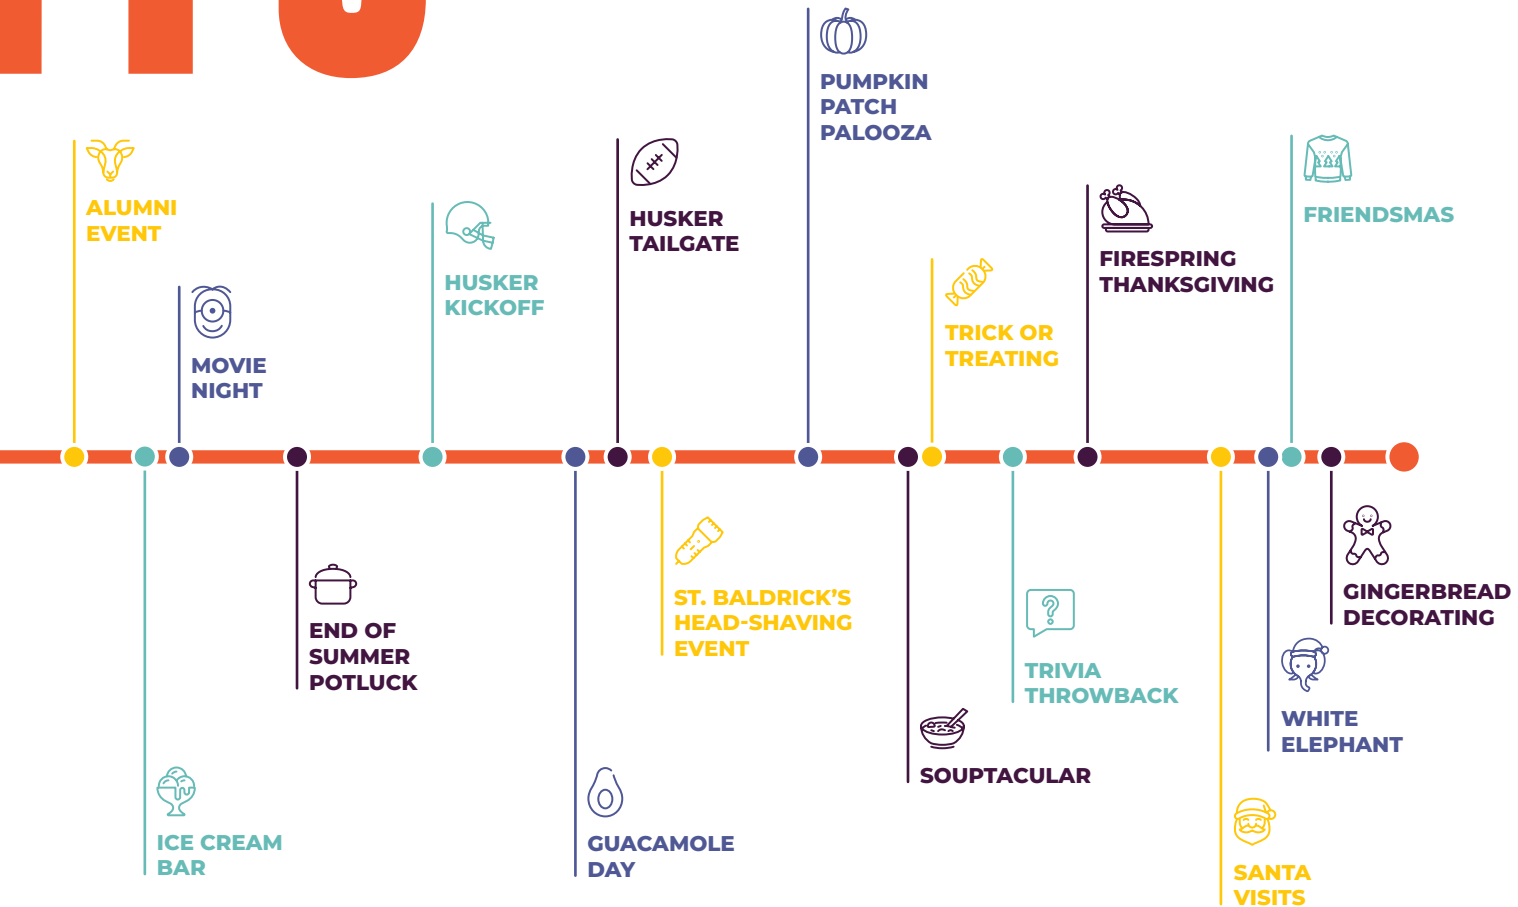 PUMPKIN
PATCH
PALOOZA
ALUMNI
EVENT
MOVIE
NIGHT
HUSKER
KICKOFF
HUSKER
TAILGATE
TRICK OR
TREATING
FIRESPRING
THANKSGIVING
FRIENDSMAS
ICE CREAM
BAR
END OF
SUMMER
POTLUCK
GUACAMOLE
DAY
ST. BALDRICK’S
HEAD-SHAVING
EVENT
SOUPTACULAR
?
TRIVIA
THROWBACK
SANTA
VISITS
WHITE
ELEPHANT
GINGERBREAD
DECORATING